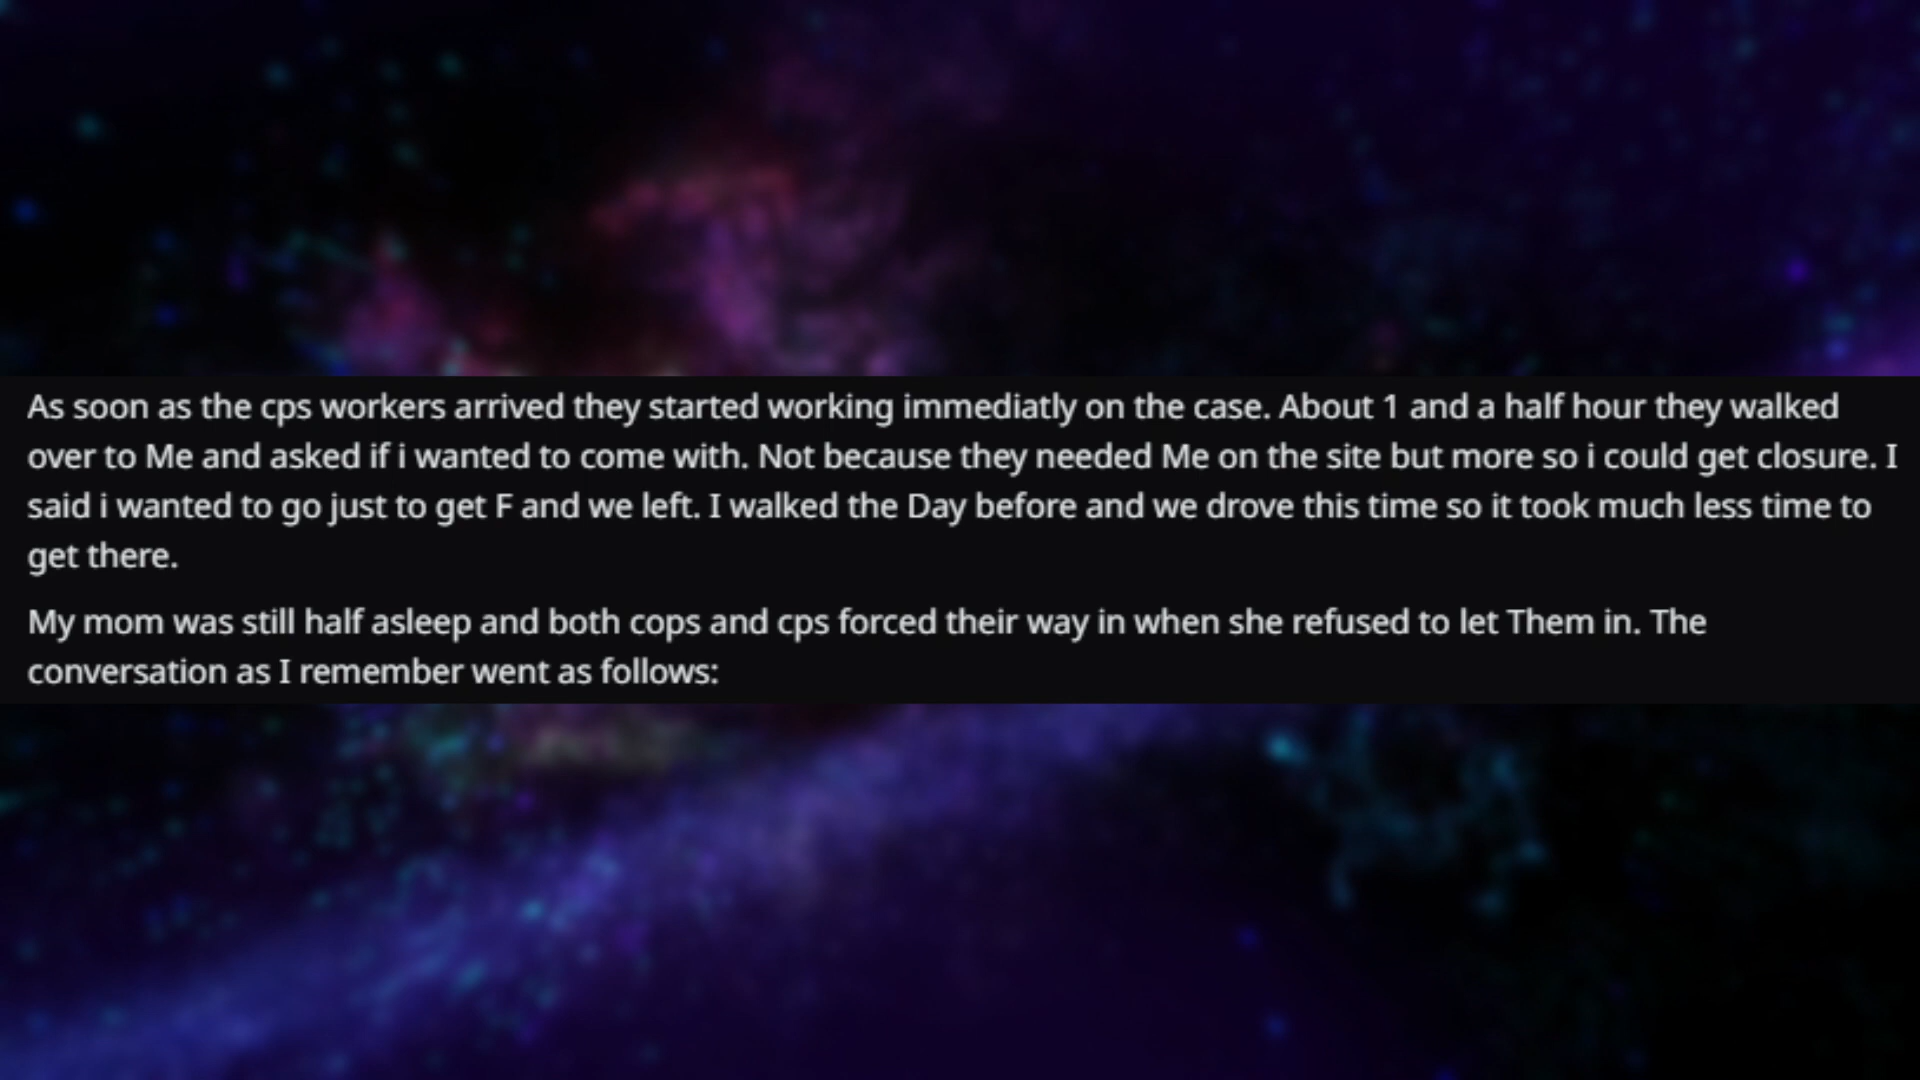 As soon as the cps workers arrived they started working immediatly on the case. About 1 and a half hour they walked
over to Me and asked if i wanted to come with. Not because they needed Me on the site but more so i could get closure. I
said i wanted to go just to get F and we left. I walked the Day before and we drove this time so it took much less time to
get there.
My mom was still half asleep and both cops and cps forced their way in when she refused to let Them in. The
conversation as I remember went as follows: